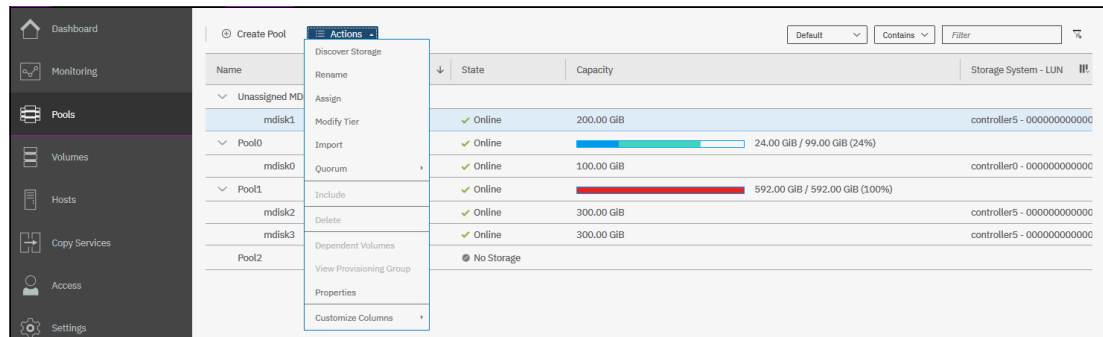 Dashboard
Monitoring
Pools
Volumes
Hosts
Copy Services
Access
Settings
Create Pool Actions Default Contains Filter
Discover Storage
Rename
Assign
Modify Tier
Import
Quorum
Include
Delete
Dependent Volumes
View Provisioning Group
Properties
Customize Columns
Name State Capacity Storage System - LUN
Unassigned MD
mdisk1 Online 200.00 GiB controller5 - 000000000000
Pool0 Online 24.00 GiB / 99.00 GiB (24%)
mdisk0 Online 100.00 GiB controller0 - 000000000000
Pool1 Online 592.00 GiB / 592.00 GiB (100%)
mdisk2 Online 300.00 GiB controller5 - 000000000000
mdisk3 Online 300.00 GiB controller5 - 000000000000
Pool2 No Storage